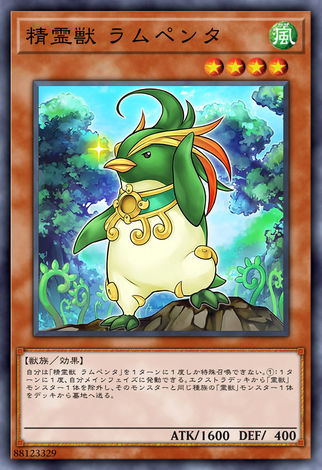 精霊獣 ラムペンタ
風
【獣族／効果】
自分は「精霊獣 ラムペンタ」を１ターンに１度しか特殊召喚できない。①：１タ
ーンに１度、自分メインフェイズに発動できる。エクストラデッキから「霊獣」
モンスター１体を除外し、そのモンスターと同じ種族の「霊獣」モンスター１体
をデッキから墓地へ送る。
ATK/1600 DEF/ 400
88123329